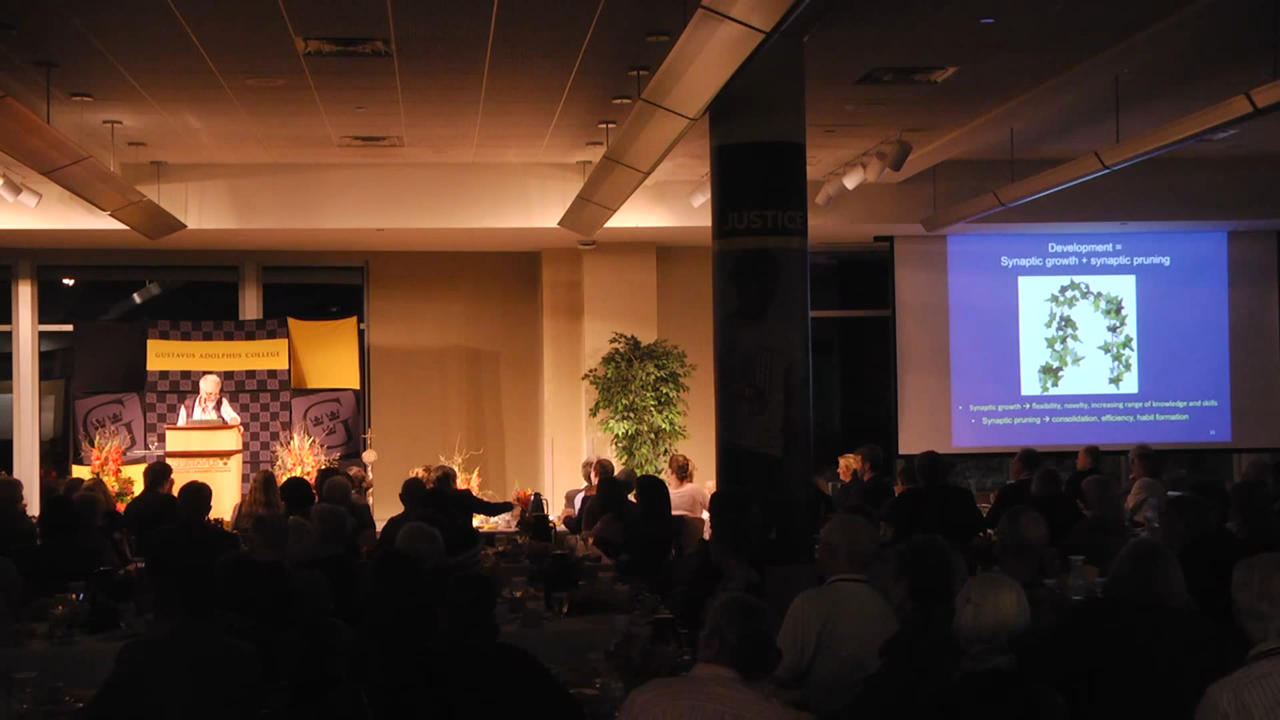 JUSTICE
GUSTAVUS ADOLPHUS COLLEGE
GUSTAVUS
Development =
Synaptic growth + synaptic pruning
• Synaptic growth → flexibility, novelty, increasing range of knowledge and skills
• Synaptic pruning → consolidation, efficiency, habit formation